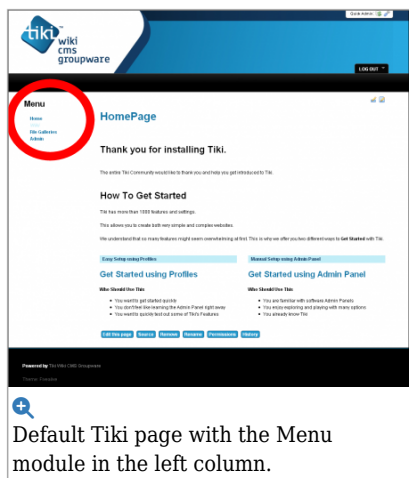 Quick Admin
tiki
wiki
cms
groupware
LOG OUT
Menu
Home
File Galleries
Admin
HomePage
Thank you for installing Tiki.
The entire Tiki Community would like to thank you and help you get introduced to Tiki.
How To Get Started
Tiki has more than 1000 features and settings.
This allows you to create both very simple and complex websites.
We understand that so many features might seem overwhelming at first. This is why we offer you two different ways to Get Started with Tiki.
Easy Setup using Profiles
Manual Setup using Admin Panel
Get Started using Profiles
Get Started using Admin Panel
Who Should Use This
Who Should Use This
You want to get started quickly
You don't feel like learning the Admin Panel right away
You want to quickly test out some of Tiki's Features
You are familiar with software Admin Panels
You enjoy exploring and playing with many options
You already know Tiki
Edit this page Source Remove Rename Permissions History
Powered by Tiki Wiki CMS Groupware
Default Tiki page with the Menu
module in the left column.